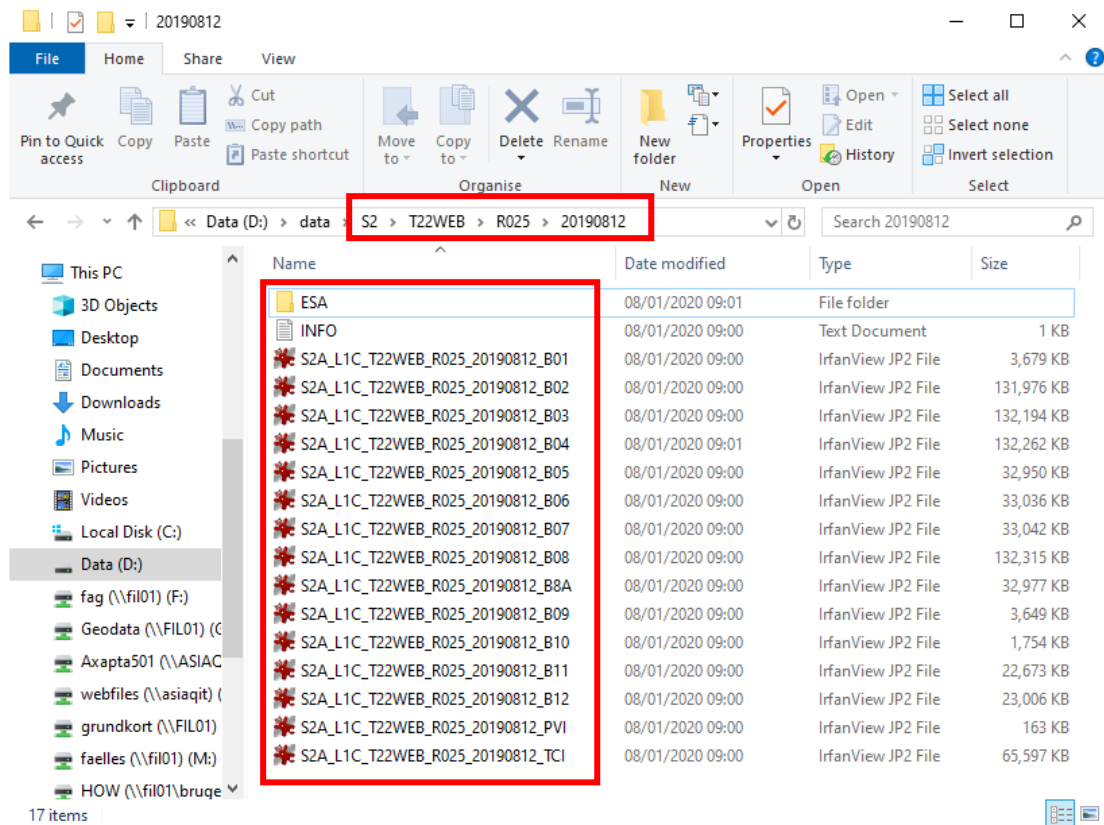 20190812
File Home Share View
Pin to Quick access
Copy
Paste
Cut
Copy path
Paste shortcut
Clipboard
Move to
Copy to
Delete
Rename
Organise
New folder
New
Properties
Open
Edit
History
Open
Select all
Select none
Invert selection
Select
« Data (D:) › data › S2 › T22WEB › R025 › 20190812
Search 20190812
Name Date modified Type Size
This PC
3D Objects
Desktop
Documents
Downloads
Music
Pictures
Videos
Local Disk (C:)
Data (D:)
fag (\\fil01) (F:)
Geodata (\\FIL01) (G
Axapta501 (\\ASIAQ
webfiles (\\asiaqit) (
grundkort (\\FIL01)
faelles (\\fil01) (M:)
HOW (\\fil01\bruge
ESA 08/01/2020 09:01 File folder
INFO 08/01/2020 09:00 Text Document 1 KB
S2A_L1C_T22WEB_R025_20190812_B01 08/01/2020 09:00 IrfanView JP2 File 3,679 KB
S2A_L1C_T22WEB_R025_20190812_B02 08/01/2020 09:00 IrfanView JP2 File 131,976 KB
S2A_L1C_T22WEB_R025_20190812_B03 08/01/2020 09:00 IrfanView JP2 File 132,194 KB
S2A_L1C_T22WEB_R025_20190812_B04 08/01/2020 09:01 IrfanView JP2 File 132,262 KB
S2A_L1C_T22WEB_R025_20190812_B05 08/01/2020 09:00 IrfanView JP2 File 32,950 KB
S2A_L1C_T22WEB_R025_20190812_B06 08/01/2020 09:00 IrfanView JP2 File 33,036 KB
S2A_L1C_T22WEB_R025_20190812_B07 08/01/2020 09:00 IrfanView JP2 File 33,042 KB
S2A_L1C_T22WEB_R025_20190812_B08 08/01/2020 09:00 IrfanView JP2 File 132,315 KB
S2A_L1C_T22WEB_R025_20190812_B8A 08/01/2020 09:00 IrfanView JP2 File 32,977 KB
S2A_L1C_T22WEB_R025_20190812_B09 08/01/2020 09:00 IrfanView JP2 File 3,649 KB
S2A_L1C_T22WEB_R025_20190812_B10 08/01/2020 09:00 IrfanView JP2 File 1,754 KB
S2A_L1C_T22WEB_R025_20190812_B11 08/01/2020 09:00 IrfanView JP2 File 22,673 KB
S2A_L1C_T22WEB_R025_20190812_B12 08/01/2020 09:00 IrfanView JP2 File 23,006 KB
S2A_L1C_T22WEB_R025_20190812_PVI 08/01/2020 09:00 IrfanView JP2 File 163 KB
S2A_L1C_T22WEB_R025_20190812_TCI 08/01/2020 09:00 IrfanView JP2 File 65,597 KB
17 items